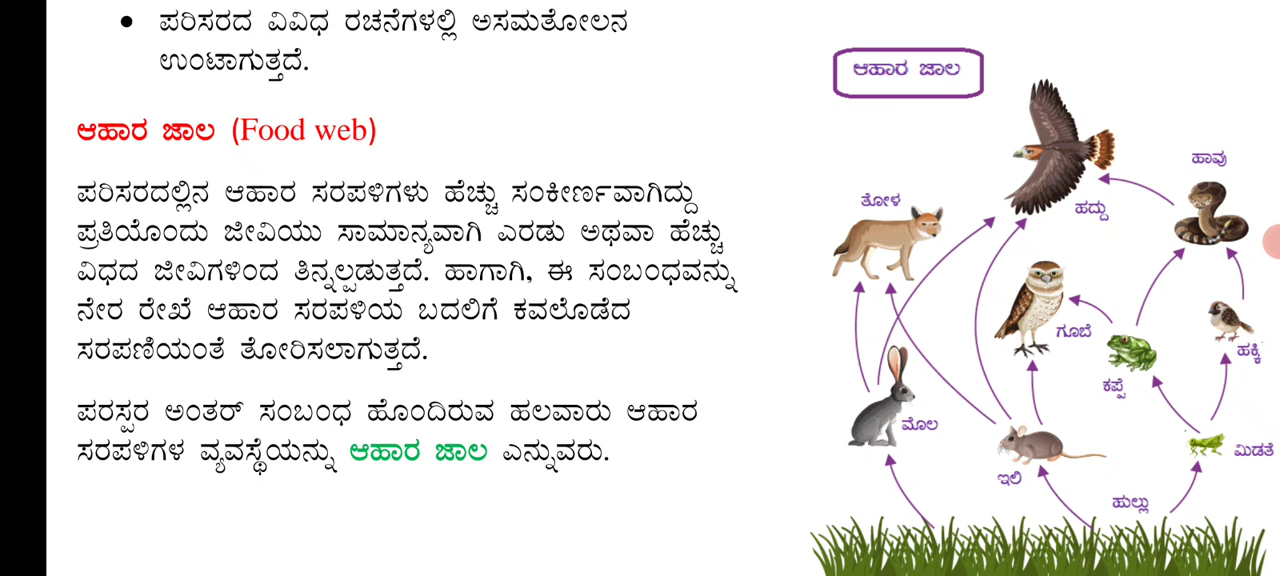 • ಪರಿಸರದ ವಿವಿಧ ರಚನೆಗಳಲ್ಲಿ ಅಸಮತೋಲನ
ಉಂಟಾಗುತ್ತದೆ.
ಆಹಾರ ಜಾಲ (Food web)
ಪರಿಸರದಲ್ಲಿನ ಆಹಾರ ಸರಪಳಿಗಳು ಹೆಚ್ಚು ಸಂಕೀರ್ಣವಾಗಿದ್ದು
ಪ್ರತಿಯೊಂದು ಜೀವಿಯು ಸಾಮಾನ್ಯವಾಗಿ ಎರಡು ಅಥವಾ ಹೆಚ್ಚು
ವಿಧದ ಜೀವಿಗಳಿಂದ ತಿನ್ನಲ್ಪಡುತ್ತದೆ. ಹಾಗಾಗಿ, ಈ ಸಂಬಂಧವನ್ನು
ನೇರ ರೇಖೆ ಆಹಾರ ಸರಪಳಿಯ ಬದಲಿಗೆ ಕವಲೊಡೆದ
ಸರಪಣಿಯಂತೆ ತೋರಿಸಲಾಗುತ್ತದೆ.
ಪರಸ್ಪರ ಅಂತರ್ ಸಂಬಂಧ ಹೊಂದಿರುವ ಹಲವಾರು ಆಹಾರ
ಸರಪಳಿಗಳ ವ್ಯವಸ್ಥೆಯನ್ನು ಆಹಾರ ಜಾಲ ಎನ್ನುವರು.
ಆಹಾರ ಜಾಲ
ಹಾವು
ತೋಳ
ಹದ್ದು
ಗೂಬೆ
ಹಕ್ಕಿ
ಕಪ್ಪೆ
ಮೊಲ
ಮಿಡತೆ
ಇಲಿ
ಹುಲ್ಲು